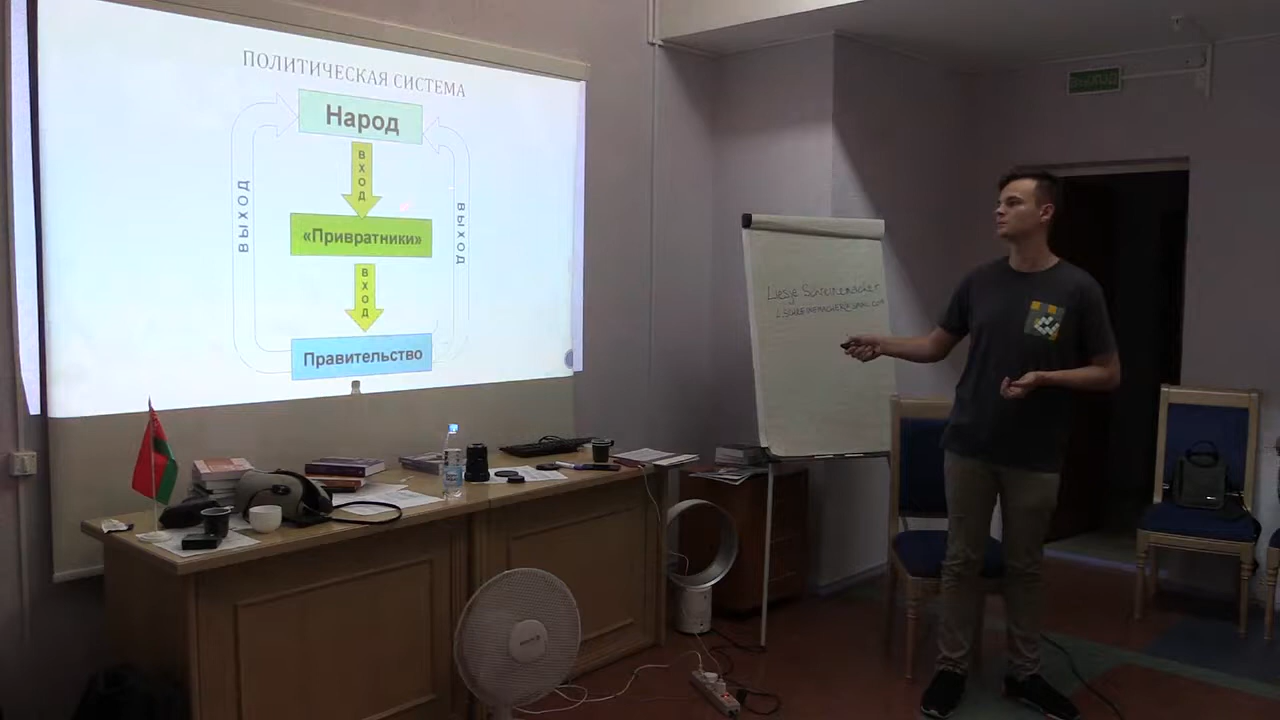 ПОЛИТИЧЕСКАЯ СИСТЕМА
Народ
ВХОД
ВЫХОД
ВЫХОД
«Привратники»
ВХОД
Правительство